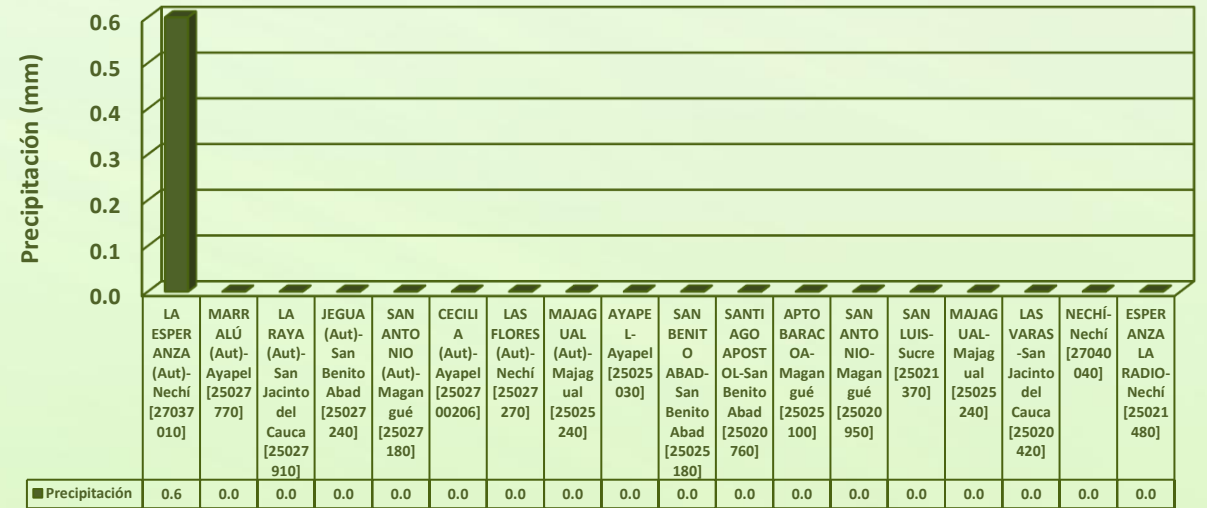 Precipitación (mm)
0.6
0.5
0.4
0.3
0.2
0.1
0.0
LA
ESPER
ANZA
(Aut)-
Nechí
[27037
010]
MARR
ALÚ
(Aut)-
Ayapel
[25027
770]
LA
RAYA
(Aut)-
San
Jacinto
del
Cauca
[25027
910]
JEGUA
(Aut)-
San
Benito
Abad
[25027
240]
SAN
ANTO
NIO
(Aut)-
Magan
gué
[25027
180]
CECILI
A
(Aut)-
Ayapel
[25027
00206]
LAS
FLORES
(Aut)-
Nechí
[25027
270]
MAJAG
UAL
(Aut)-
Majag
ual
[25025
240]
AYAPE
L-
Ayapel
[25025
030]
SAN
BENIT
O
ABAD-
San
Benito
Abad
[25025
180]
SANTI
AGO
APOST
OL-San
Benito
Abad
[25020
760]
APTO
BARAC
OA-
Magan
gué
[25025
100]
SAN
ANTO
NIO-
Magan
gué
[25020
950]
SAN
LUIS-
Sucre
[25021
370]
MAJAG
UAL-
Majag
ual
[25025
240]
LAS
VARAS
-San
Jacinto
del
Cauca
[25020
420]
NECHÍ-
Nechí
[27040
040]
ESPER
ANZA
LA
RADIO-
Nechí
[25021
480]
Precipitación 0.6 0.0 0.0 0.0 0.0 0.0 0.0 0.0 0.0 0.0 0.0 0.0 0.0 0.0 0.0 0.0 0.0 0.0